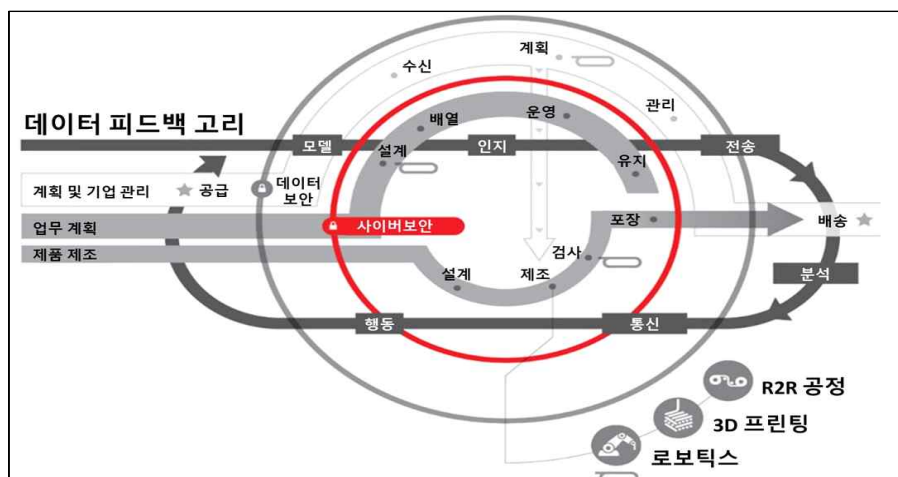 계획
수신
관리
데이터 피드백 고리
배열
운영
모델
인지
전송
설계
유지
계획 및 기업 관리
공급
데이터
보안
업무 계획
사이버보안
포장
배송
제품 제조
검사
설계
제조
분석
행동
통신
R2R 공정
3D 프린팅
로보틱스